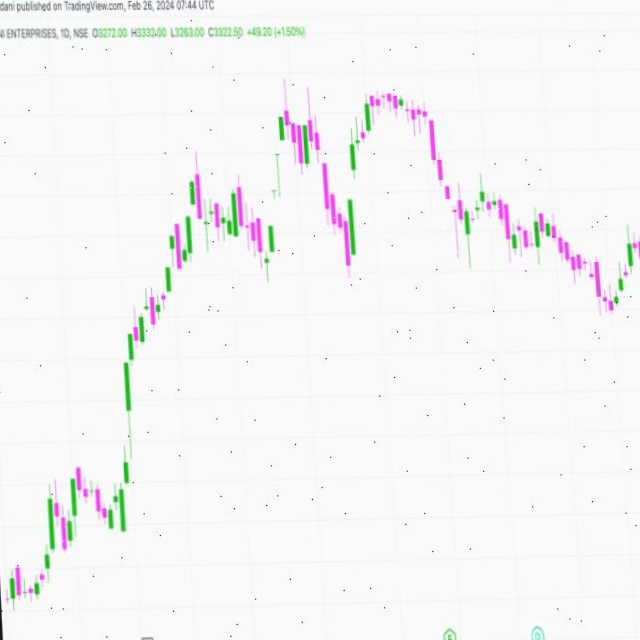 dani published on TradingView.com, Feb 26, 2024 07:44 UTC
NI ENTERPRISES, 1D, NSE O3272.00 H3332.00 L3263.00 C3322.50 +49.20 (+1.50%)
E D